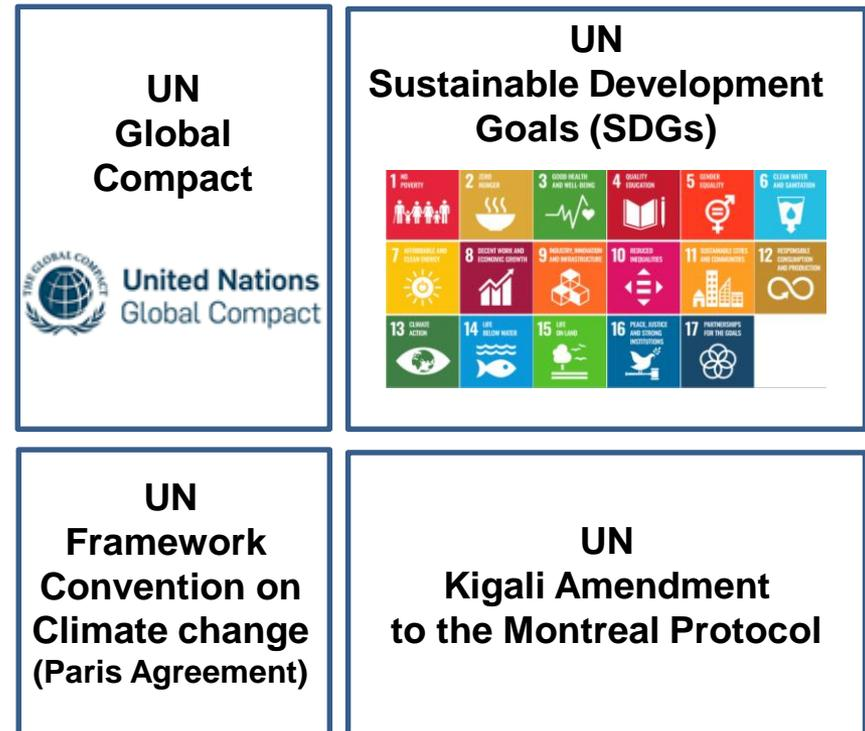 UN
Global
Compact
THE GLOBAL COMPACT
United Nations
Global Compact
UN
Sustainable Development
Goals (SDGs)
1 NO
POVERTY
2 ZERO
HUNGER
3 GOOD HEALTH
AND WELL-BEING
4 QUALITY
EDUCATION
5 GENDER
EQUALITY
6 CLEAN WATER
AND SANITATION
7 AFFORDABLE AND
CLEAN ENERGY
8 DECENT WORK AND
ECONOMIC GROWTH
9 INDUSTRY, INNOVATION
AND INFRASTRUCTURE
10 REDUCED
INEQUALITIES
11 SUSTAINABLE CITIES
AND COMMUNITIES
12 RESPONSIBLE
CONSUMPTION
AND PRODUCTION
13 CLIMATE
ACTION
14 LIFE
BELOW WATER
15 LIFE
ON LAND
16 PEACE, JUSTICE
AND STRONG
INSTITUTIONS
17 PARTNERSHIPS
FOR THE GOALS
UN
Framework
Convention on
Climate change
(Paris Agreement)
UN
Kigali Amendment
to the Montreal Protocol